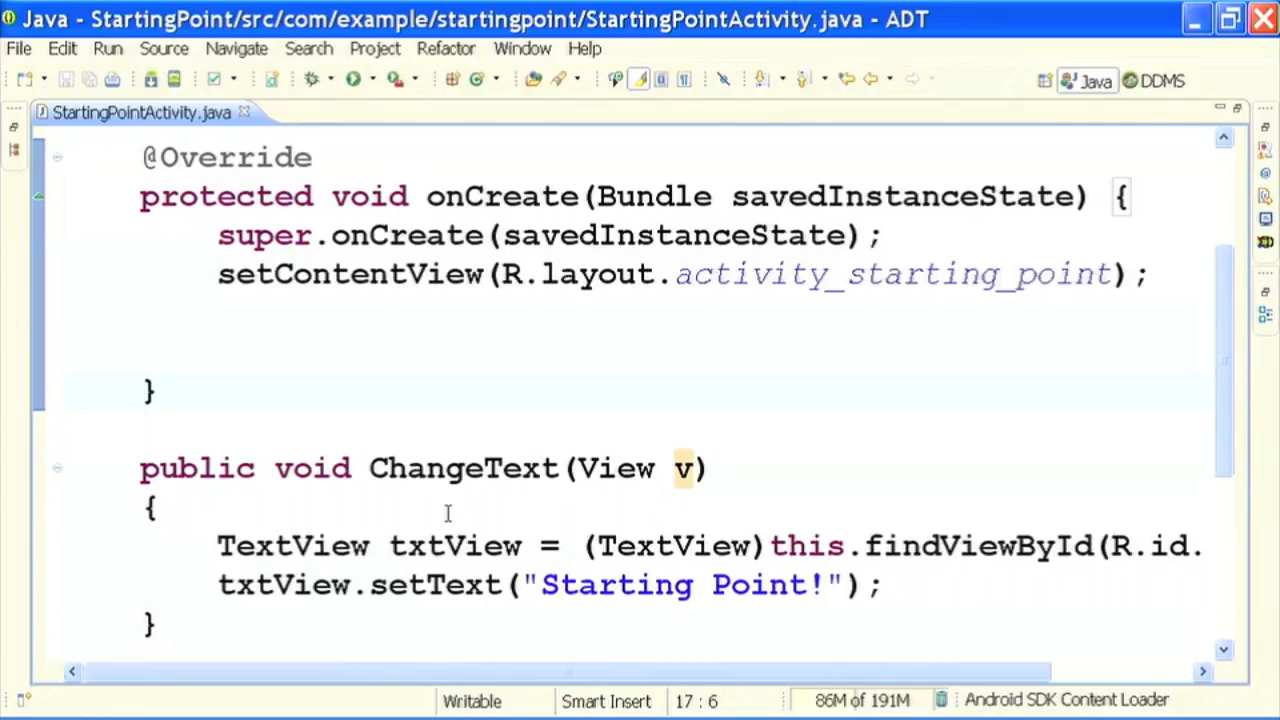 Java - StartingPoint/src/com/example/startingpoint/StartingPointActivity.java - ADT
File Edit Run Source Navigate Search Project Refactor Window Help
Java DDMS
StartingPointActivity.java
@Override
protected void onCreate(Bundle savedInstanceState) {
super.onCreate(savedInstanceState);
setContentView(R.layout.activity_starting_point);
}
public void ChangeText(View v)
{
TextView txtView = (TextView)this.findViewById(R.id.
txtView.setText("Starting Point!");
}
Writable Smart Insert 17 : 6 86M of 191M Android SDK Content Loader